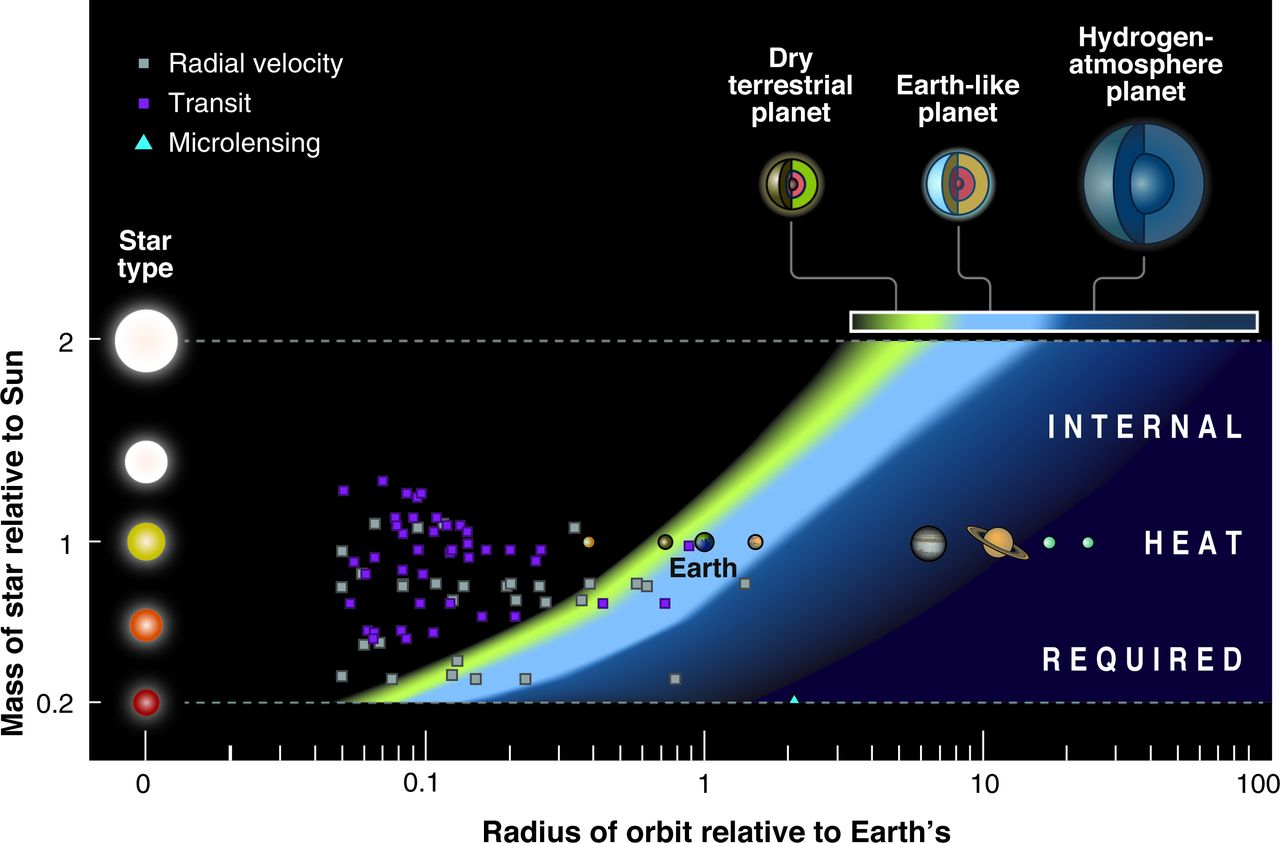 Radial velocity
Transit
Microlensing
Dry
terrestrial
planet
Earth-like
planet
Hydrogen-
atmosphere
planet
Star
type
Mass of star relative to Sun
2
1
0.2
Earth
INTERNAL
HEAT
REQUIRED
0
0.1
1
10
100
Radius of orbit relative to Earth’s